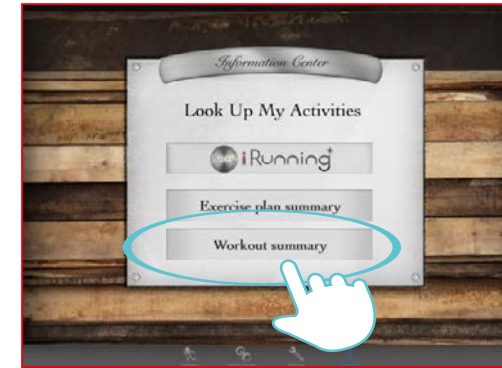 Information Center
Look Up My Activities
iRunning+
Exercise plan summary
Workout summary